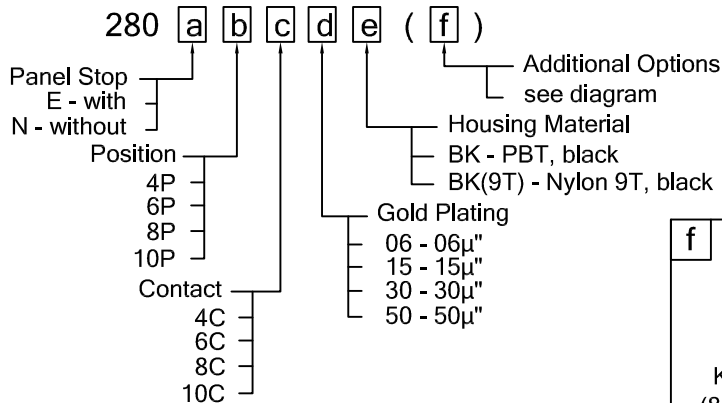 280 a b c d e ( f )
Panel Stop
E - with
N - without
Position
4P
6P
8P
10P
Contact
4C
6C
8C
10C
Additional Options
see diagram
Housing Material
BK - PBT, black
BK(9T) - Nylon 9T, black
Gold Plating
06 - 06µ"
15 - 15µ"
30 - 30µ"
50 - 50µ"
f
K
(8